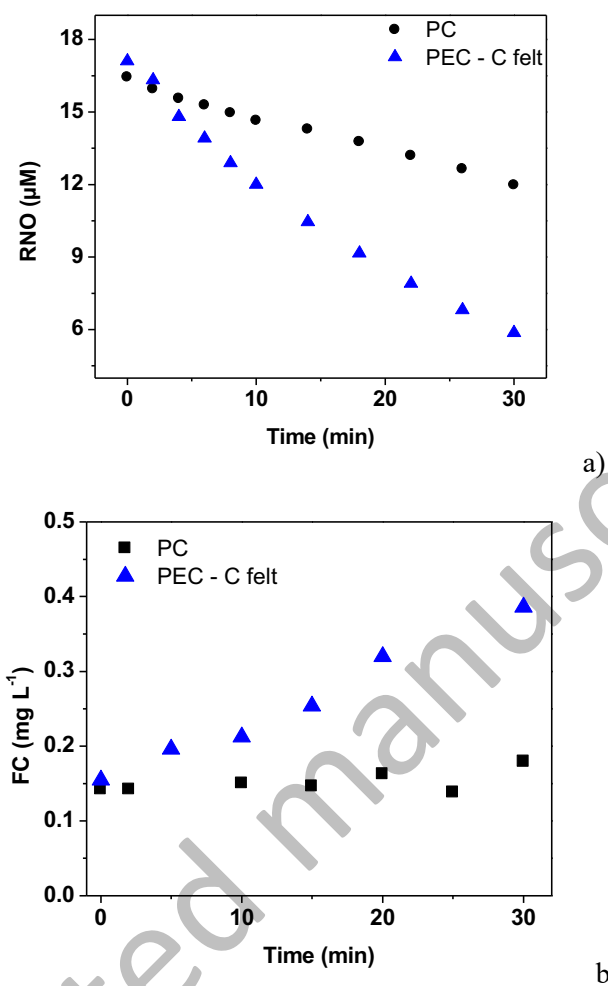 18
15
12
9
6
RNO (µM)
PC
PEC - C felt
0
10
20
30
Time (min)
a)
0.5
0.4
0.3
0.2
0.1
0.0
FC (mg L⁻¹)
PC
PEC - C felt
0
10
20
30
Time (min)
b
ted manusc